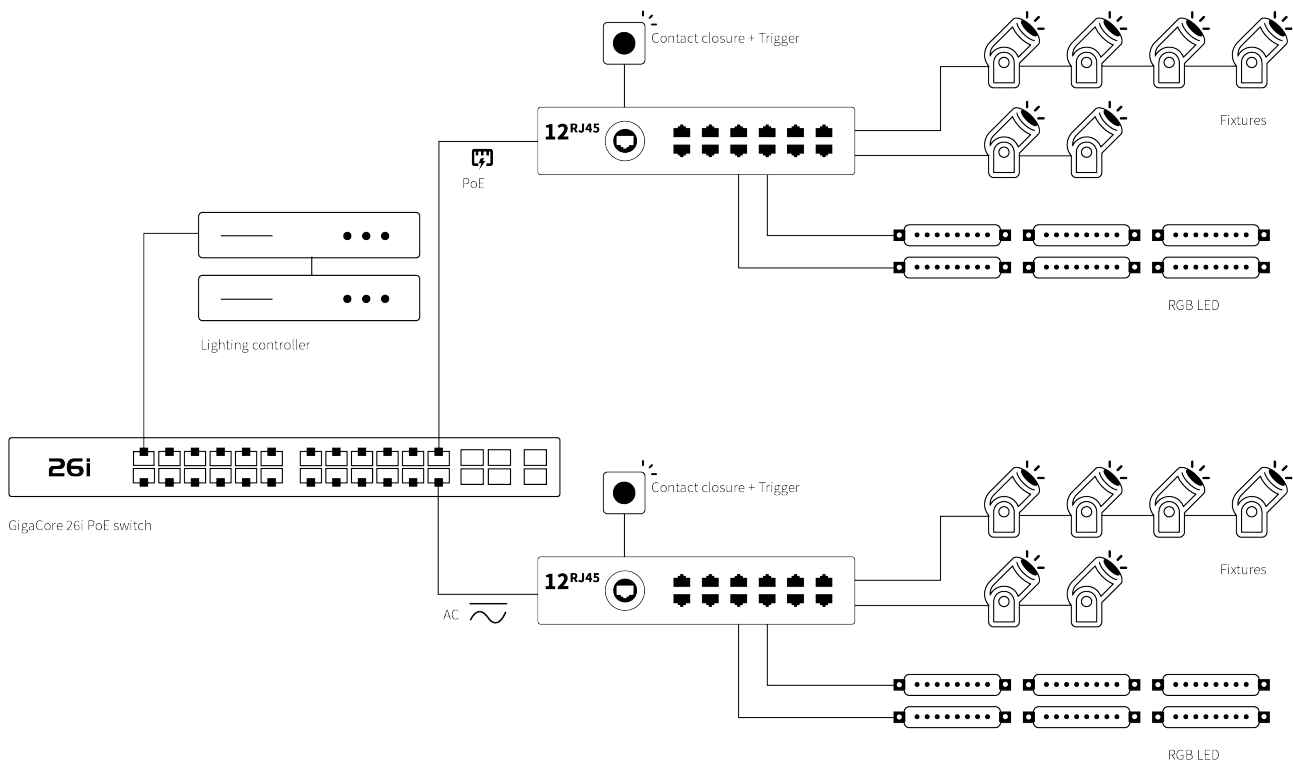 Contact closure + Trigger
12RJ45
Fixtures
PoE
RGB LED
Lighting controller
26i
GigaCore 26i PoE switch
Contact closure + Trigger
12RJ45
Fixtures
AC
RGB LED